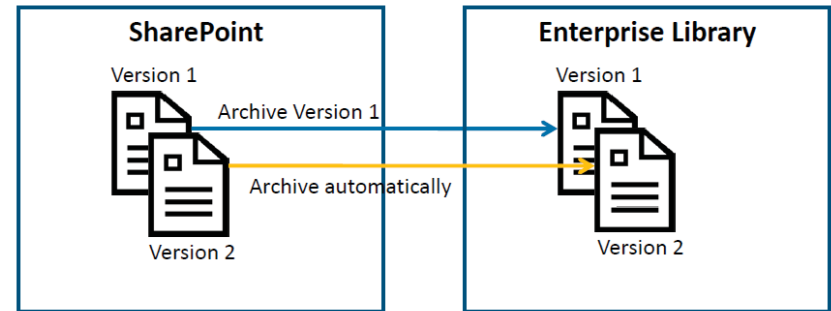 SharePoint
Version 1
Archive Version 1
Archive automatically
Version 2
Enterprise Library
Version 1
Version 2